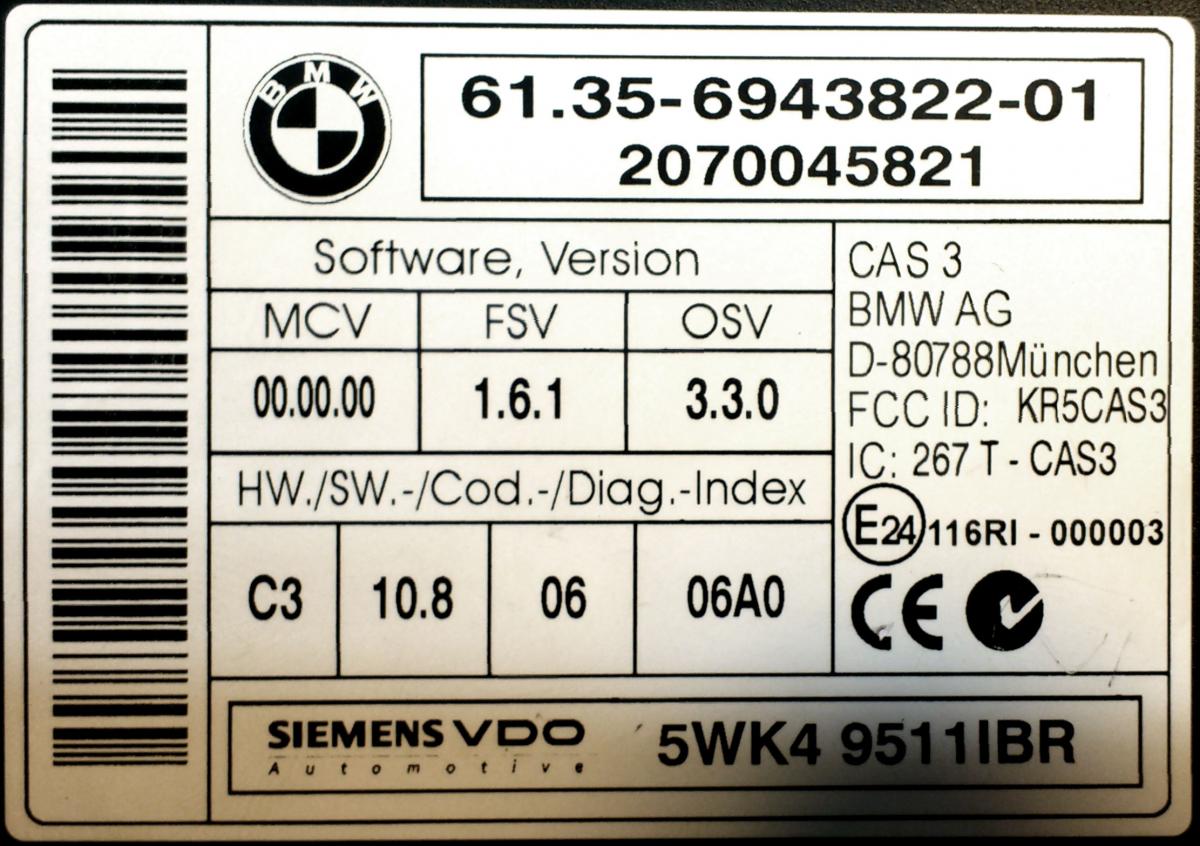 BMW
61.35-6943822-01
2070045821
Software, Version
MCV FSV OSV
00.00.00 1.6.1 3.3.0
HW./SW.-/Cod.-/Diag.-Index
C3 10.8 06 06A0
CAS 3
BMW AG
D-80788München
FCC ID: KR5CAS3
IC: 267 T - CAS3
E24 116RI - 000003
CE
SIEMENS VDO
Automotive
5WK4 9511IBR